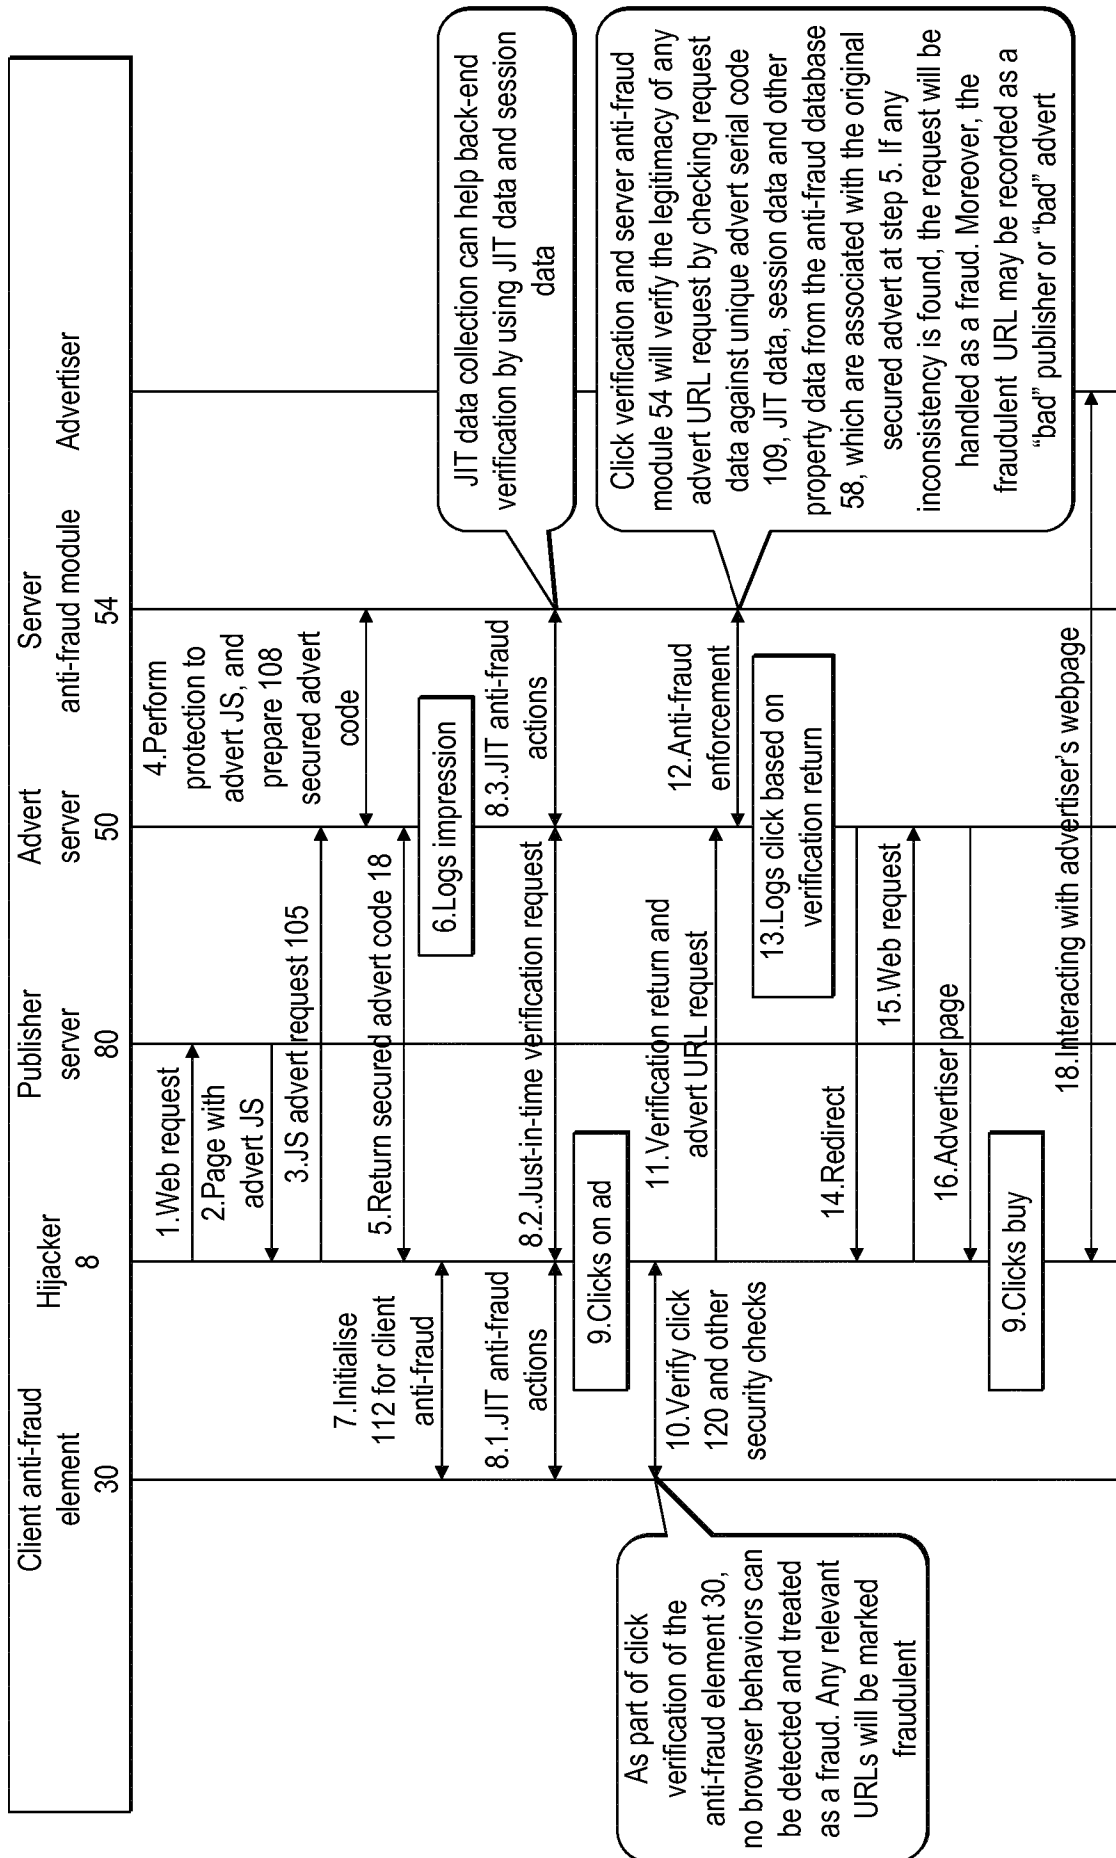 Client anti-fraud
element
30
Hijacker
8
Publisher
server
80
Advert
server
50
Server
anti-fraud module
54
Advertiser
1.Web request
2.Page with
advert JS
3.JS advert request 105
4.Perform
protection to
advert JS, and
prepare 108
secured advert
code
5.Return secured advert code 18
6.Logs impression
7.Initialise
112 for client
anti-fraud
8.1.JIT anti-fraud
actions
8.2.Just-in-time verification request
8.3.JIT anti-fraud
actions
JIT data collection can help back-end
verification by using JIT data and session
data
9.Clicks on ad
10.Verify click
120 and other
security checks
As part of click
verification of the
anti-fraud element 30,
no browser behaviors can
be detected and treated
as a fraud. Any relevant
URLs will be marked
fraudulent
11.Verification return and
advert URL request
12.Anti-fraud
enforcement
Click verification and server anti-fraud
module 54 will verify the legitimacy of any
advert URL request by checking request
data against unique advert serial code
109, JIT data, session data and other
property data from the anti-fraud database
58, which are associated with the original
secured advert at step 5. If any
inconsistency is found, the request will be
handled as a fraud. Moreover, the
fraudulent URL may be recorded as a
“bad” publisher or “bad” advert
13.Logs click based on
verification return
14.Redirect
15.Web request
16.Advertiser page
9.Clicks buy
18.Interacting with advertiser's webpage